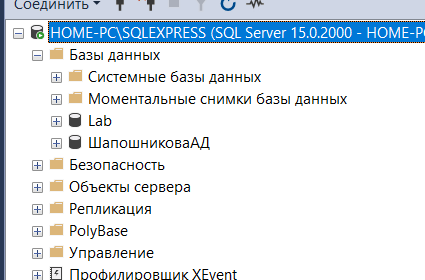 Соединить
HOME-PC\SQLEXPRESS (SQL Server 15.0.2000 - HOME-PC
Базы данных
Системные базы данных
Моментальные снимки базы данных
Lab
ШапошниковаАД
Безопасность
Объекты сервера
Репликация
PolyBase
Управление
Профилировщик XEvent